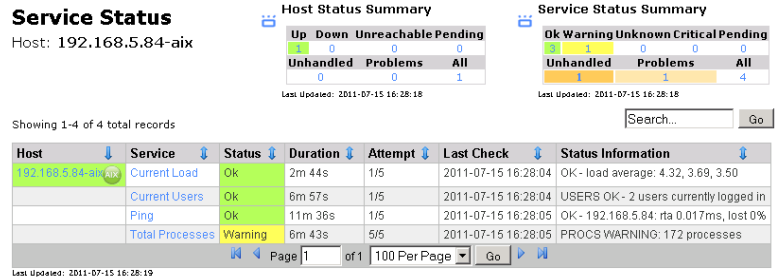 Service Status
Host: 192.168.5.84-aix
Host Status Summary
Up Down Unreachable Pending
1 0 0 0
Unhandled Problems All
0 0 1
Last Updated: 2011-07-15 16:28:18
Service Status Summary
Ok Warning Unknown Critical Pending
3 1 0 0 0
Unhandled Problems All
1 1 4
Last Updated: 2011-07-15 16:28:18
Showing 1-4 of 4 total records
Search... Go
Host Service Status Duration Attempt Last Check Status Information
192.168.5.84-aix AIX Current Load Ok 2m 44s 1/5 2011-07-15 16:28:04 OK - load average: 4.32, 3.69, 3.50
Current Users Ok 6m 57s 1/5 2011-07-15 16:28:04 USERS OK - 2 users currently logged in
Ping Ok 11m 36s 1/5 2011-07-15 16:28:05 OK - 192.168.5.84: rta 0.017ms, lost 0%
Total Processes Warning 6m 43s 5/5 2011-07-15 16:28:05 PROCS WARNING: 172 processes
Page 1 of 1 100 Per Page Go
Last Updated: 2011-07-15 16:28:19